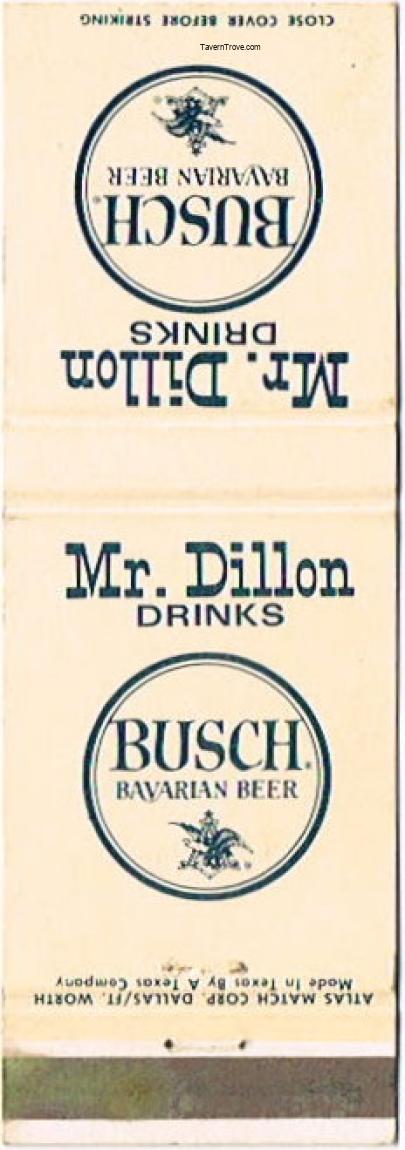 CLOSE COVER BEFORE STRIKING
TavernTrove.com
BUSCH®
BAVARIAN BEER
Mr. Dillon
DRINKS
Mr. Dillon
DRINKS
BUSCH®
BAVARIAN BEER
ATLAS MATCH CORP. DALLAS/FT. WORTH
Made In Texas By A Texas Company